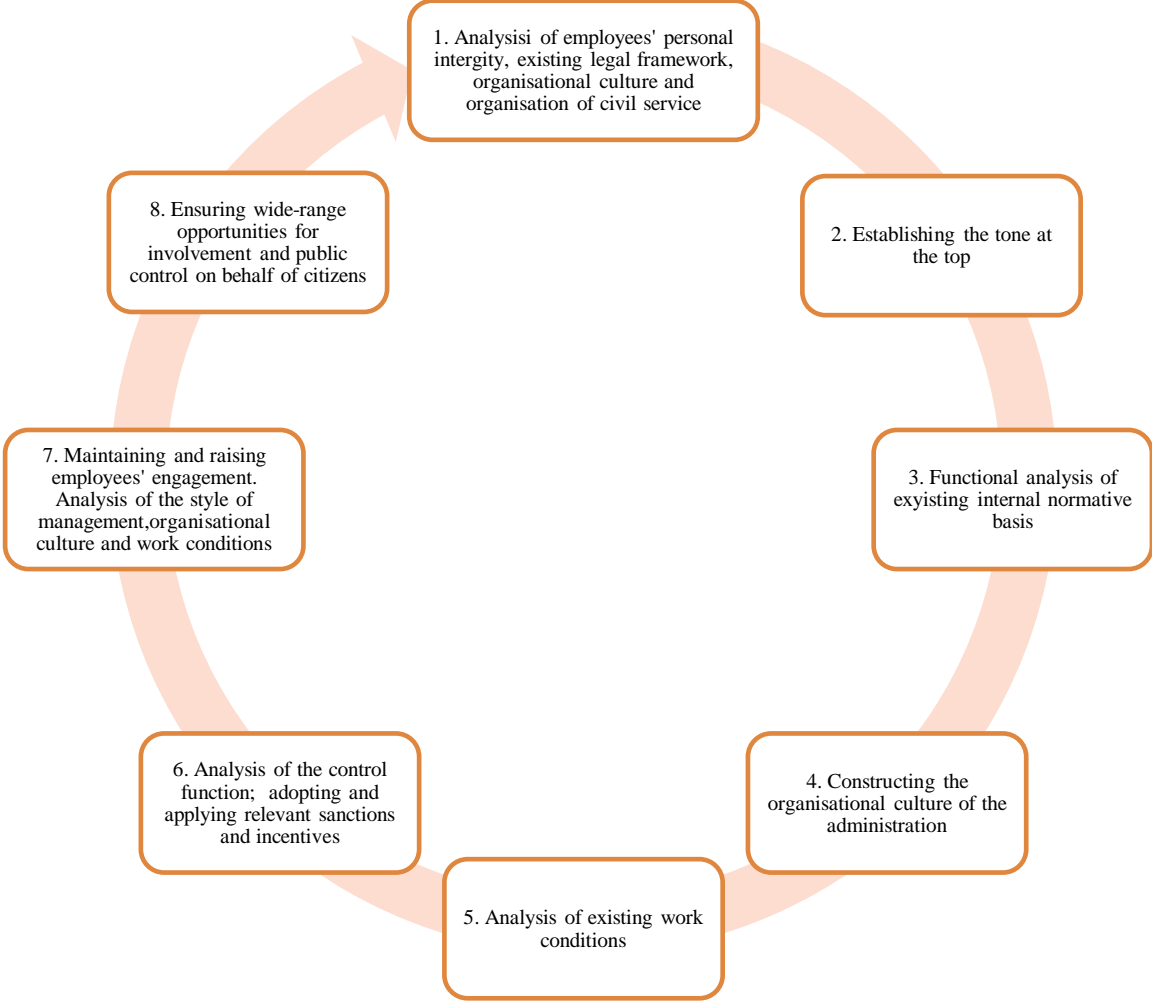 1. Analysisi of employees' personal
intergity, existing legal framework,
organisational culture and
organisation of civil service
2. Establishing the tone at
the top
3. Functional analysis of
exyisting internal normative
basis
4. Constructing the
organisational culture of the
administration
5. Analysis of existing work
conditions
6. Analysis of the control
function; adopting and
applying relevant sanctions
and incentives
7. Maintaining and raising
employees' engagement.
Analysis of the style of
management,organisational
culture and work conditions
8. Ensuring wide-range
opportunities for
involvement and public
control on behalf of citizens